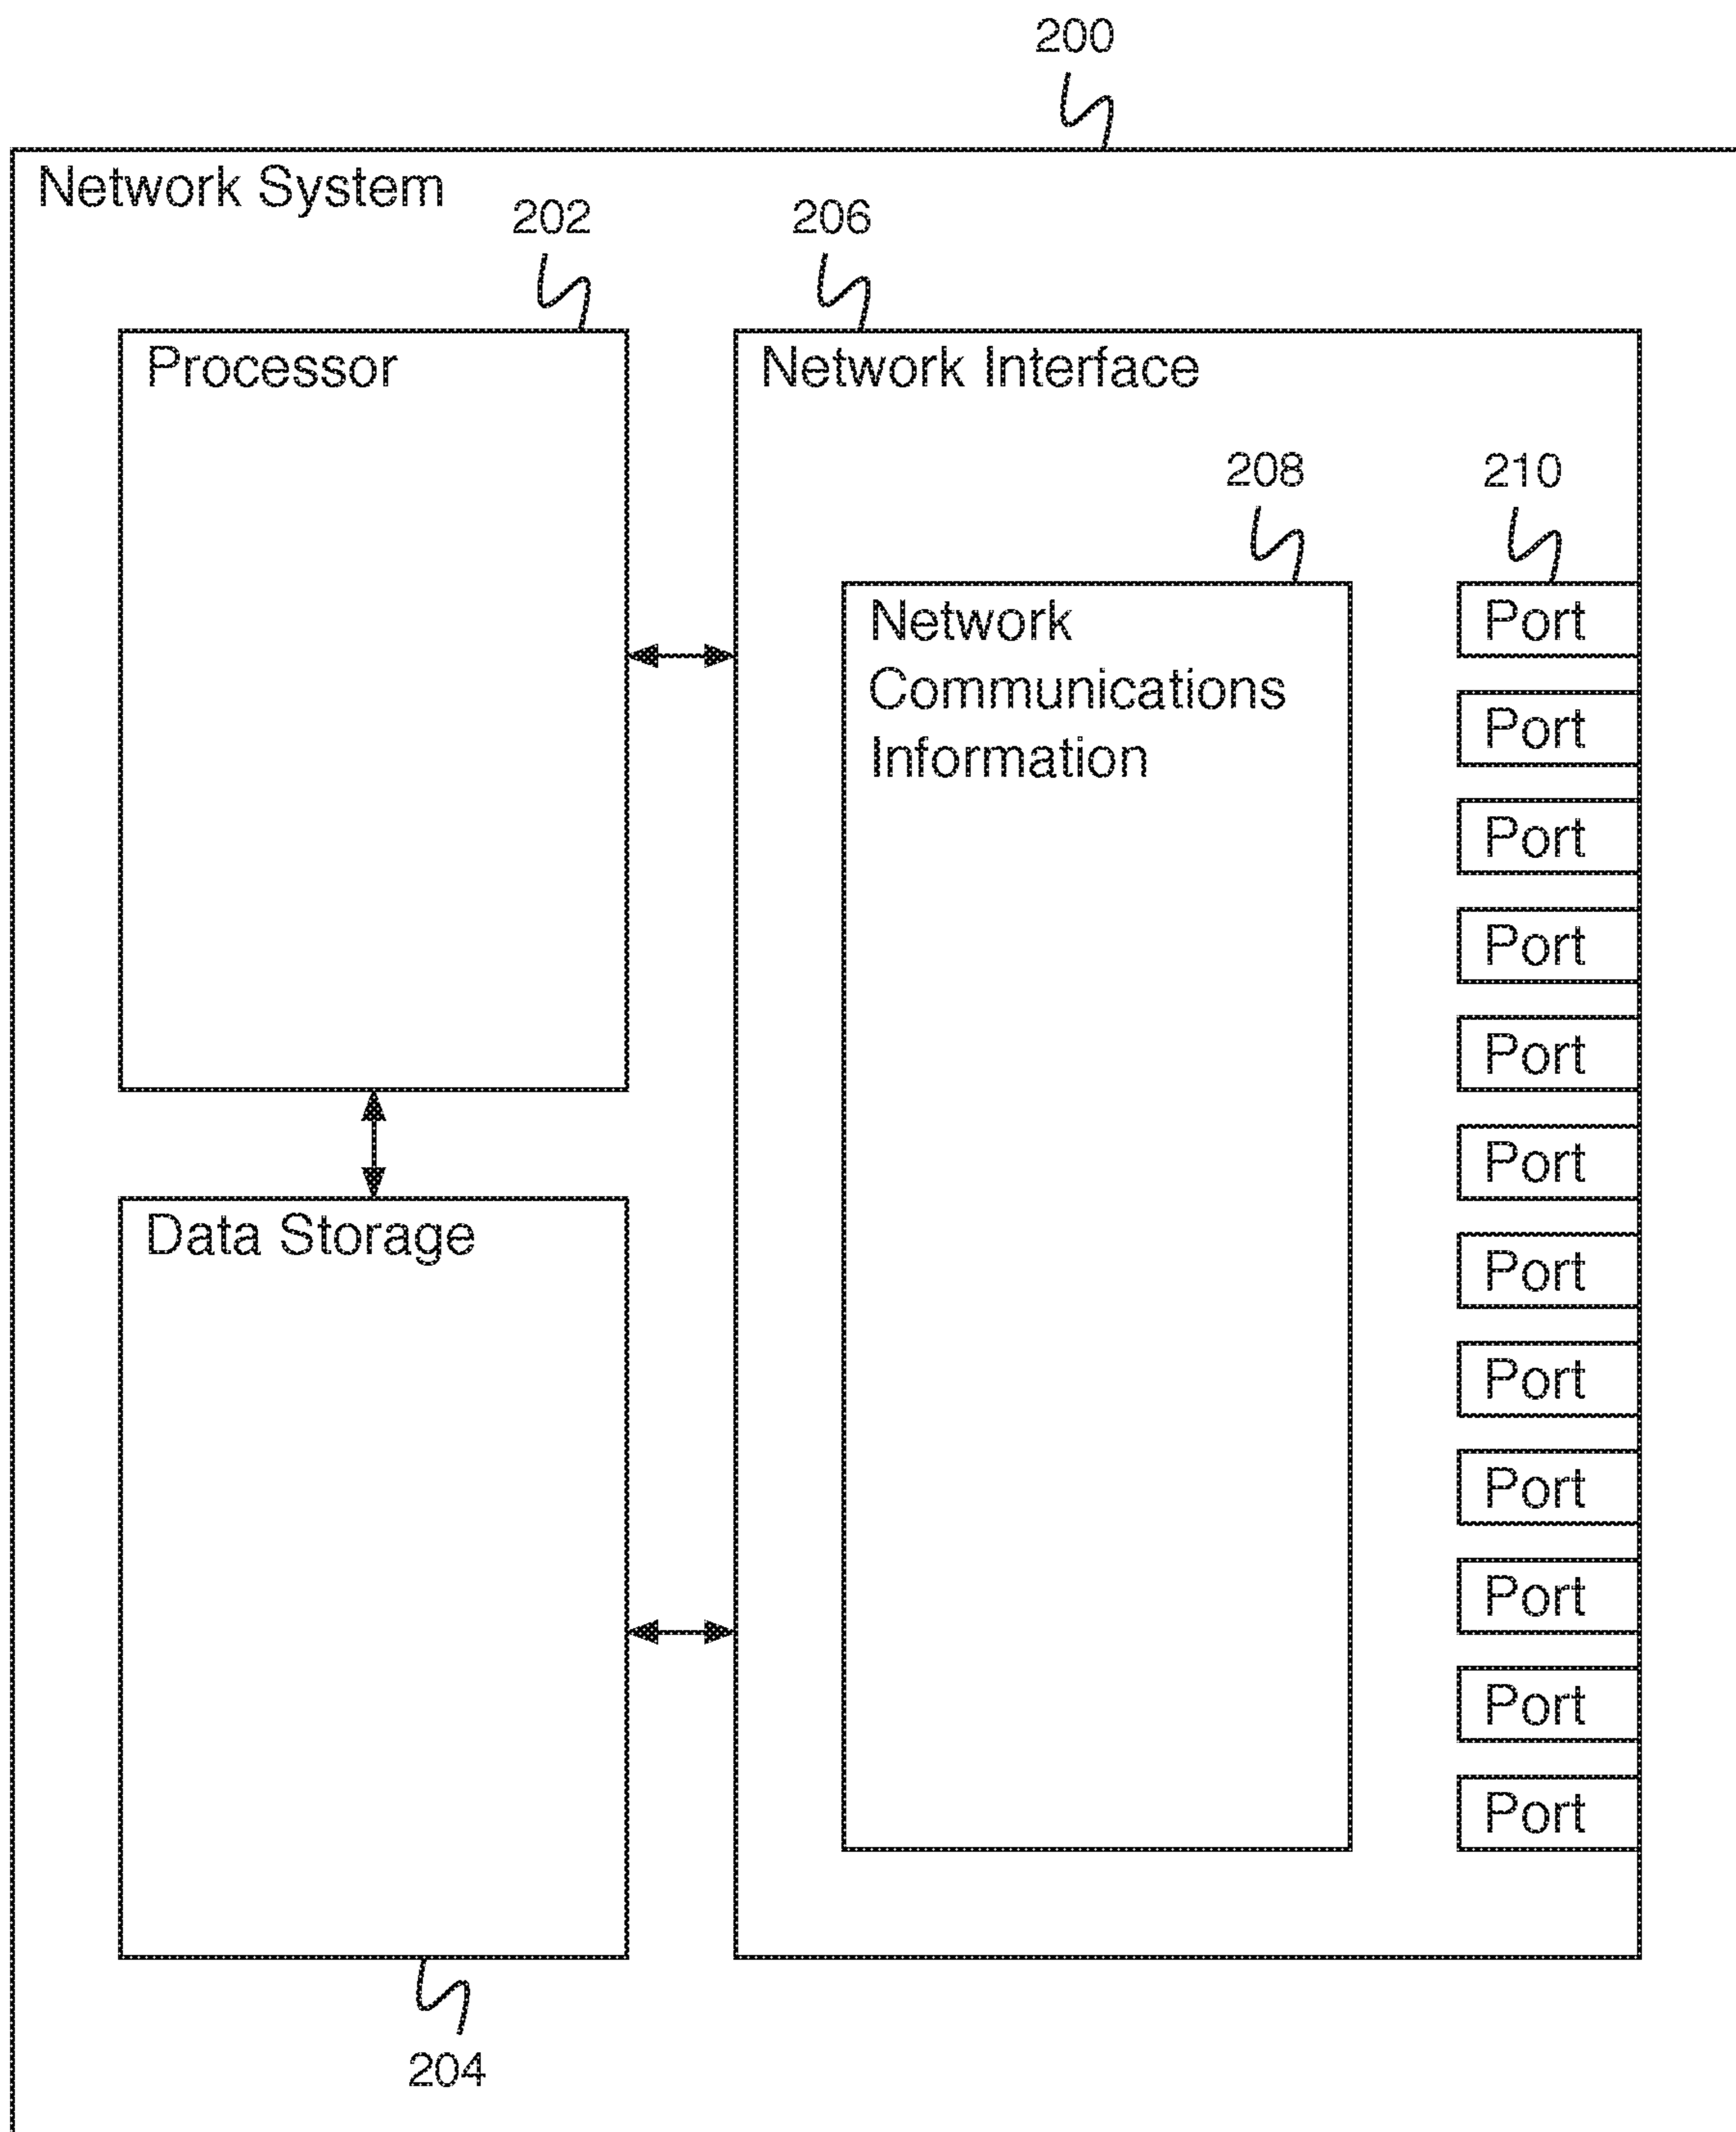 200
Network System
202
206
Processor
Network Interface
208
210
Network
Communications
Information
Port
Port
Port
Port
Port
Port
Port
Port
Port
Port
Port
Port
Data Storage
204